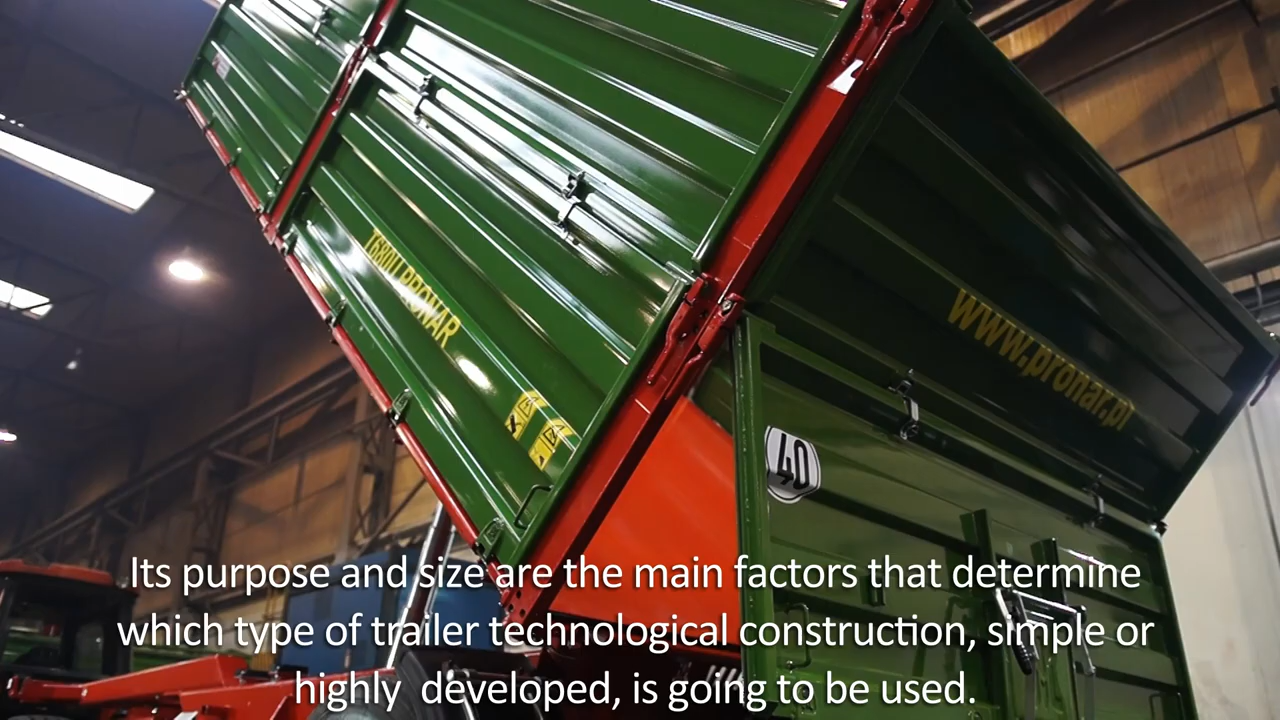 T680U PRONAR
www.pronar.pl
40
Its purpose and size are the main factors that determine
which type of trailer technological construction, simple or
highly  developed, is going to be used.